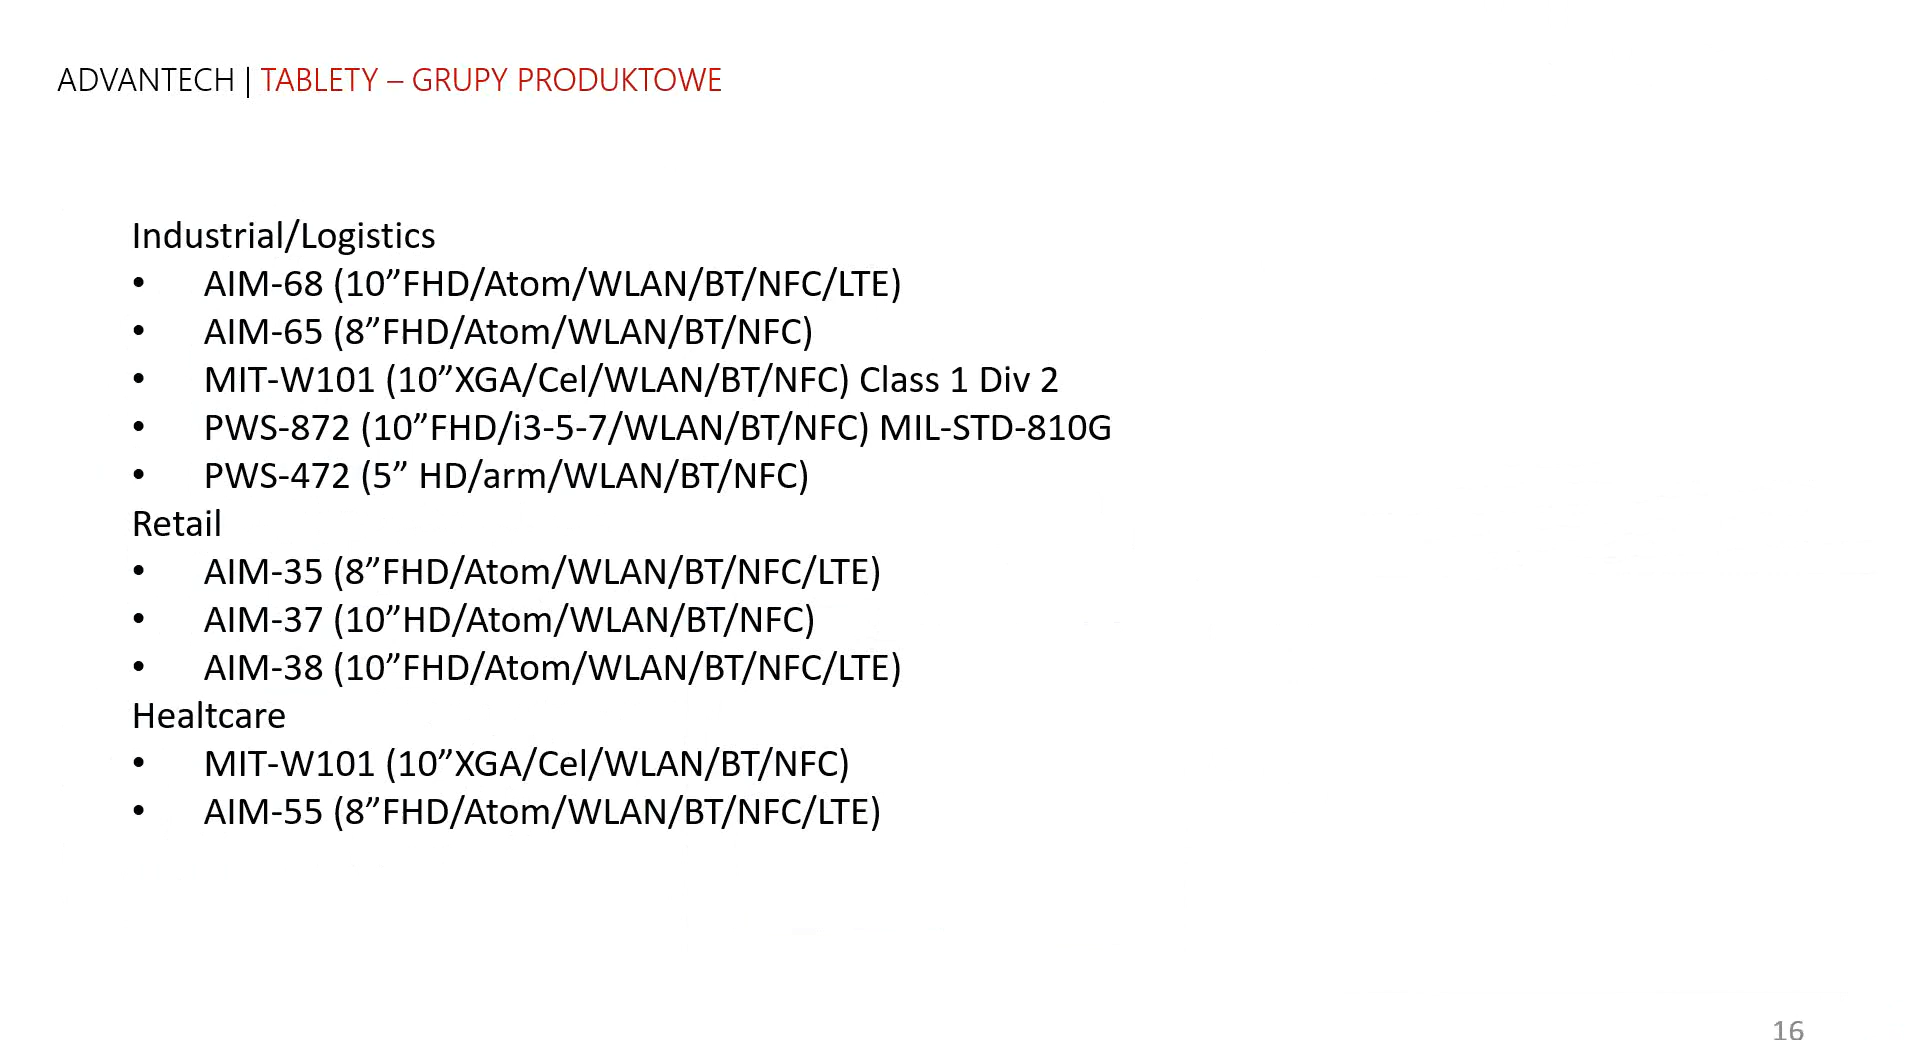 ADVANTECH | TABLETY – GRUPY PRODUKTOWE
Industrial/Logistics
• AIM-68 (10”FHD/Atom/WLAN/BT/NFC/LTE)
• AIM-65 (8”FHD/Atom/WLAN/BT/NFC)
• MIT-W101 (10”XGA/Cel/WLAN/BT/NFC) Class 1 Div 2
• PWS-872 (10”FHD/i3-5-7/WLAN/BT/NFC) MIL-STD-810G
• PWS-472 (5” HD/arm/WLAN/BT/NFC)
Retail
• AIM-35 (8”FHD/Atom/WLAN/BT/NFC/LTE)
• AIM-37 (10”HD/Atom/WLAN/BT/NFC)
• AIM-38 (10”FHD/Atom/WLAN/BT/NFC/LTE)
Healtcare
• MIT-W101 (10”XGA/Cel/WLAN/BT/NFC)
• AIM-55 (8”FHD/Atom/WLAN/BT/NFC/LTE)
16